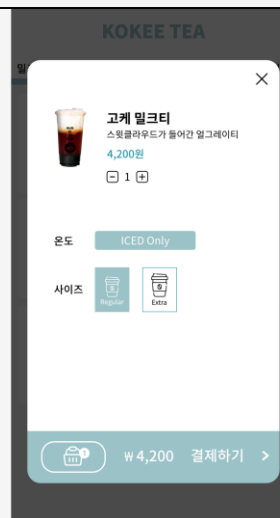 KOKEE TEA
밀
고케 밀크티
스윗클라우드가 들어간 얼그레이티
4,200원
1
온도 ICED Only
사이즈 Regular Extra
1 ₩4,200 결제하기 >